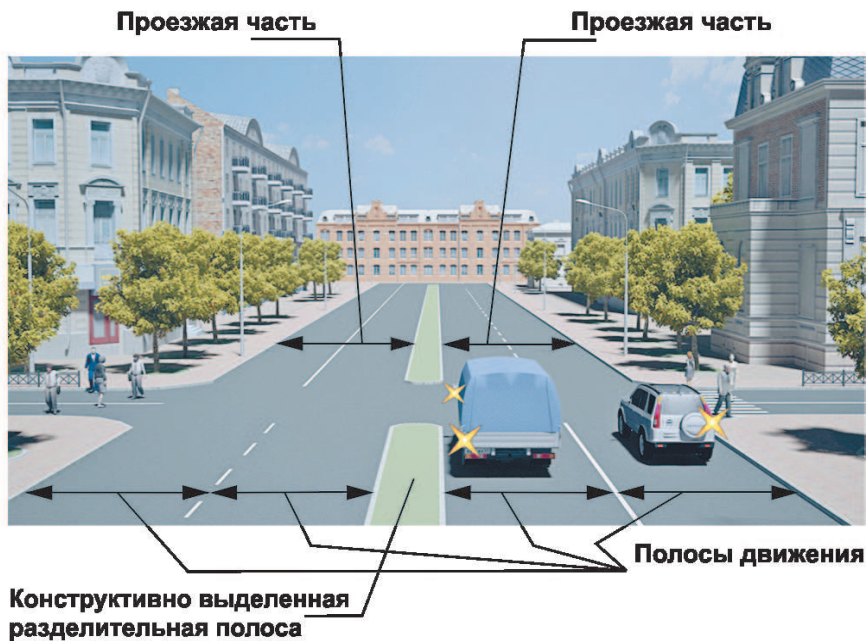 Проезжая часть
Проезжая часть
Полосы движения
Конструктивно выделенная
разделительная полоса